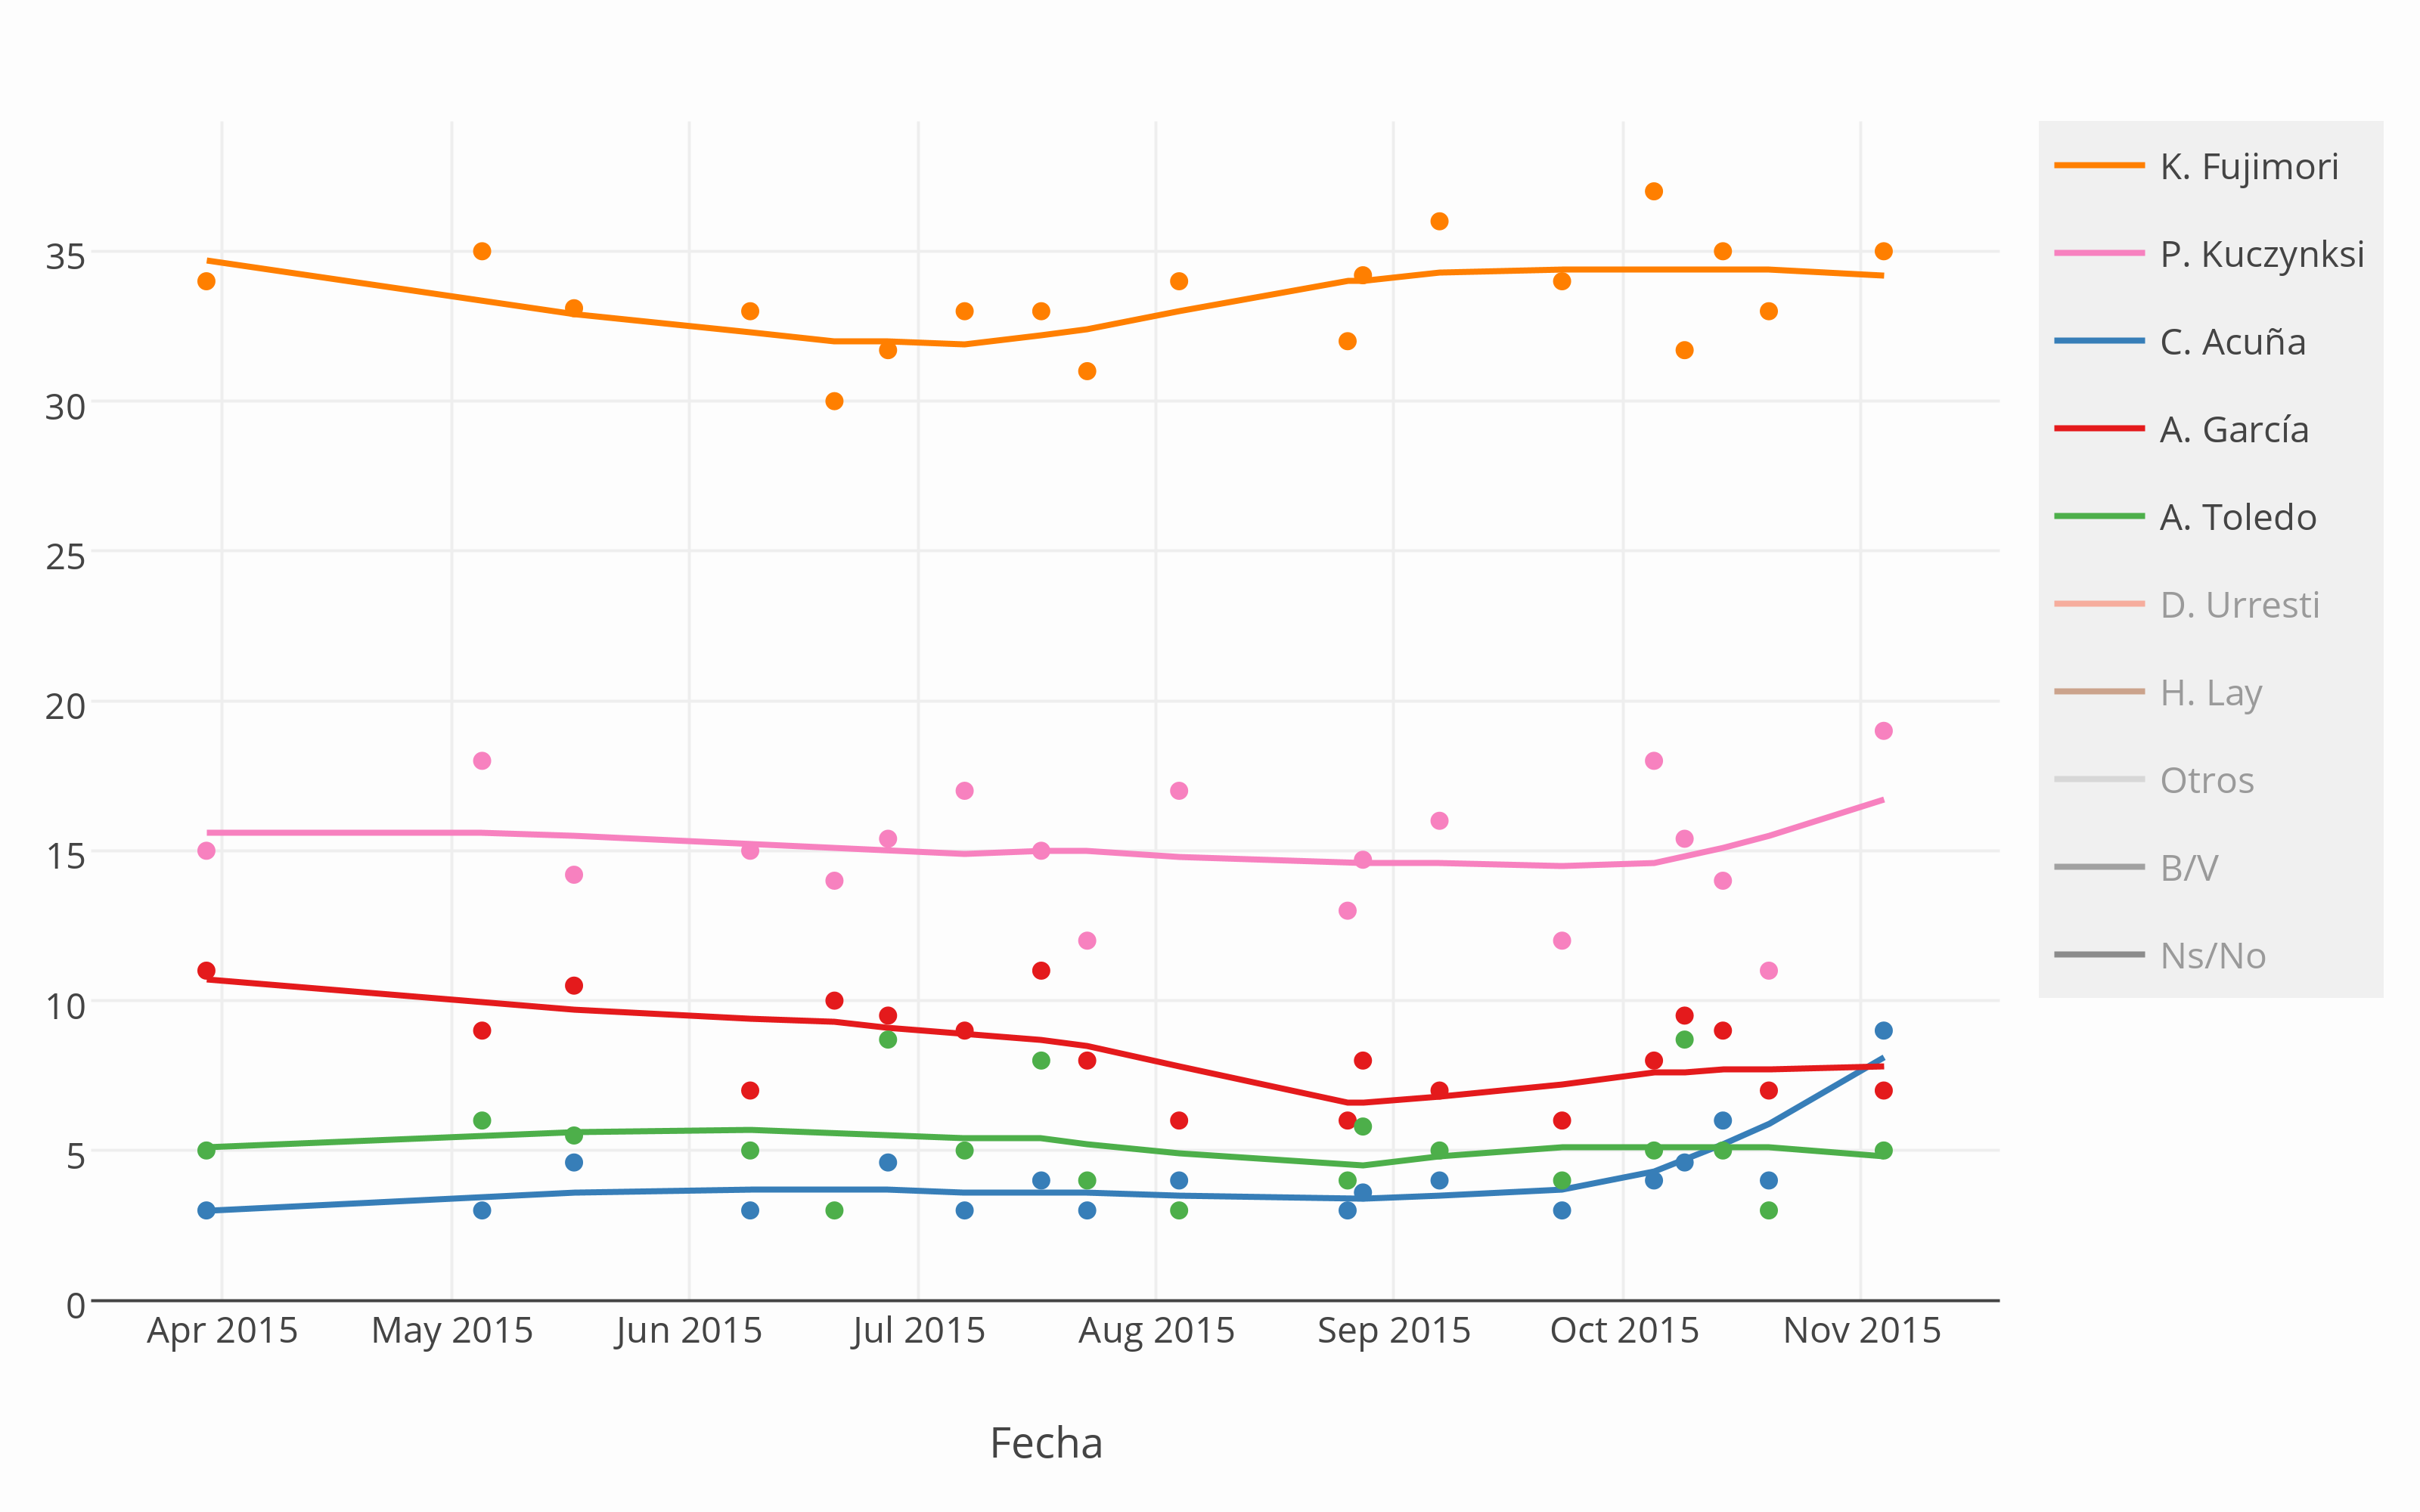 35
30
25
20
15
10
5
0
Apr 2015
May 2015
Jun 2015
Jul 2015
Aug 2015
Sep 2015
Oct 2015
Nov 2015
Fecha
K. Fujimori
P. Kuczynksi
C. Acuña
A. García
A. Toledo
D. Urresti
H. Lay
Otros
B/V
Ns/No